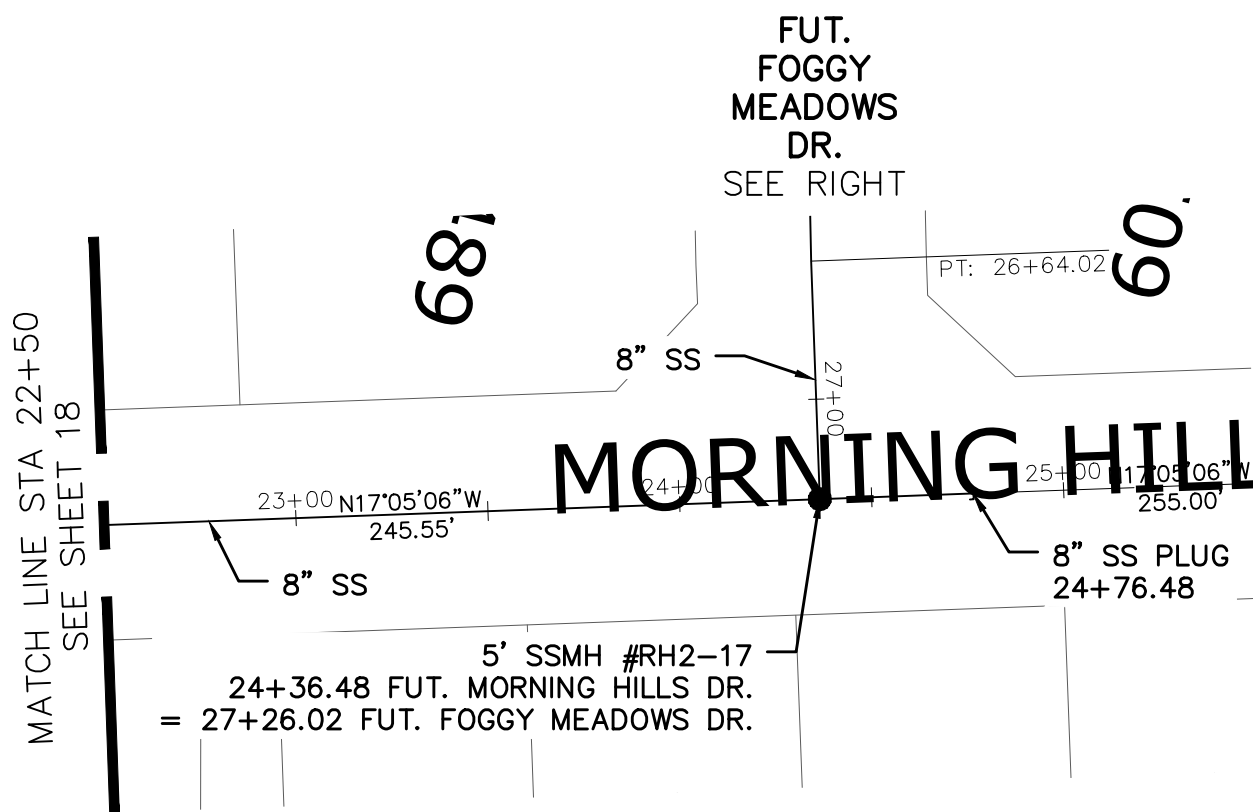 FUT.
FOGGY
MEADOWS
DR.
SEE RIGHT
PT: 26+64.02
MATCH LINE STA 22+50
SEE SHEET 18
8" SS
27+00
MORNING HILL
23+00
N17°05'06"W
245.55'
24+00
25+00
N17°05'06"W
255.00'
8" SS
8" SS PLUG
24+76.48
5' SSMH #RH2-17
24+36.48 FUT. MORNING HILLS DR.
= 27+26.02 FUT. FOGGY MEADOWS DR.